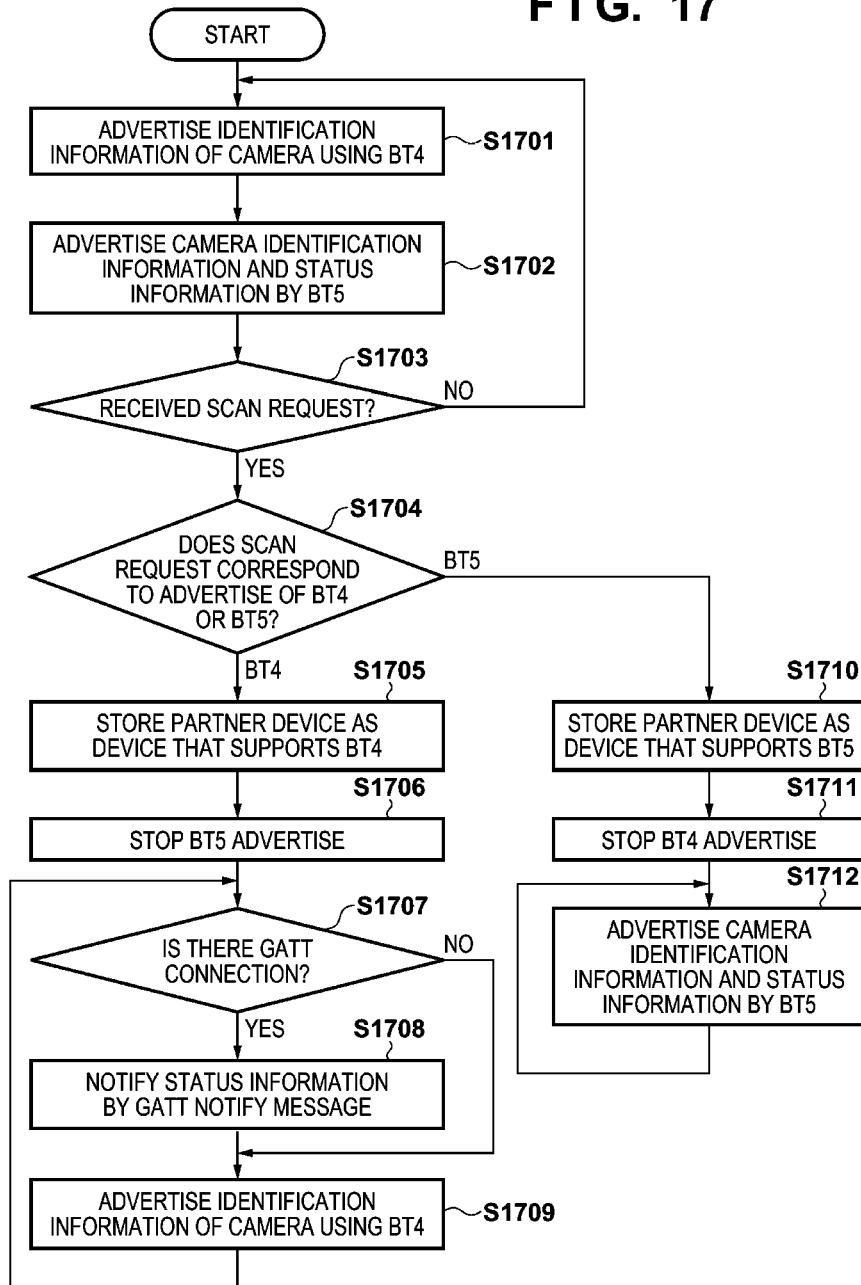 FIG. 17
START
ADVERTISE IDENTIFICATION
INFORMATION OF CAMERA USING BT4
S1701
ADVERTISE CAMERA IDENTIFICATION
INFORMATION AND STATUS
INFORMATION BY BT5
S1702
S1703
RECEIVED SCAN REQUEST?
NO
YES
S1704
DOES SCAN
REQUEST CORRESPOND
TO ADVERTISE OF BT4
OR BT5?
BT5
BT4
S1705
STORE PARTNER DEVICE AS
DEVICE THAT SUPPORTS BT4
S1706
STOP BT5 ADVERTISE
S1707
IS THERE GATT
CONNECTION?
NO
YES
S1708
NOTIFY STATUS INFORMATION
BY GATT NOTIFY MESSAGE
ADVERTISE IDENTIFICATION
INFORMATION OF CAMERA USING BT4
S1709
S1710
STORE PARTNER DEVICE AS
DEVICE THAT SUPPORTS BT5
S1711
STOP BT4 ADVERTISE
S1712
ADVERTISE CAMERA
IDENTIFICATION
INFORMATION AND STATUS
INFORMATION BY BT5